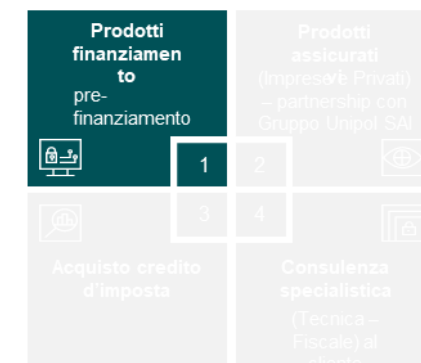 Prodotti
finanziamen
to
pre-
finanziamento
1
Prodotti
assicurati
(Imprese e Privati)
– partnership con
Gruppo Unipol SAI
2
3
Acquisto credito
d'imposta
4
Consulenza
specialistica
(Tecnica –
Fiscale) al
cliente